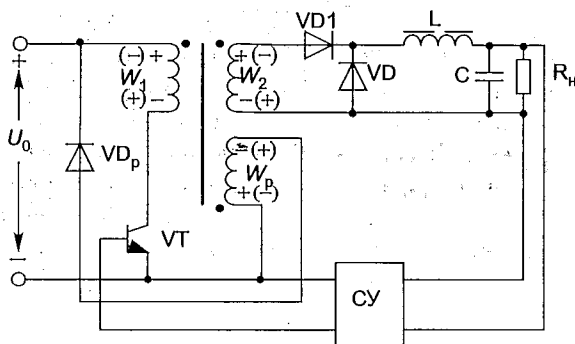 VD1
L
(−) +
W₁
(+) −
+ (−)
W₂
− (+)
VD
C
Rн
+
U₀
−
VDр
− (+)
Wр
+ (−)
VT
СУ